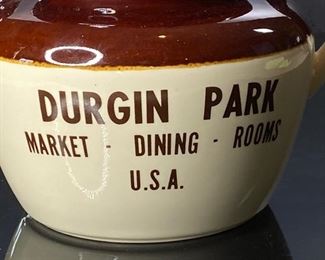 DURGIN PARK
MARKET - DINING - ROOMS
U.S.A.